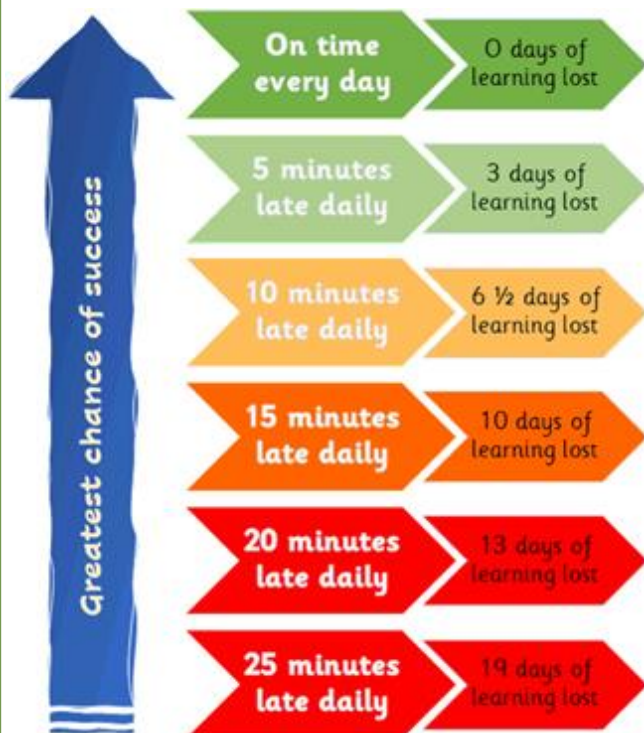 Greatest chance of success
On time
every day
0 days of
learning lost
5 minutes
late daily
3 days of
learning lost
10 minutes
late daily
6 ½ days of
learning lost
15 minutes
late daily
10 days of
learning lost
20 minutes
late daily
13 days of
learning lost
25 minutes
late daily
19 days of
learning lost